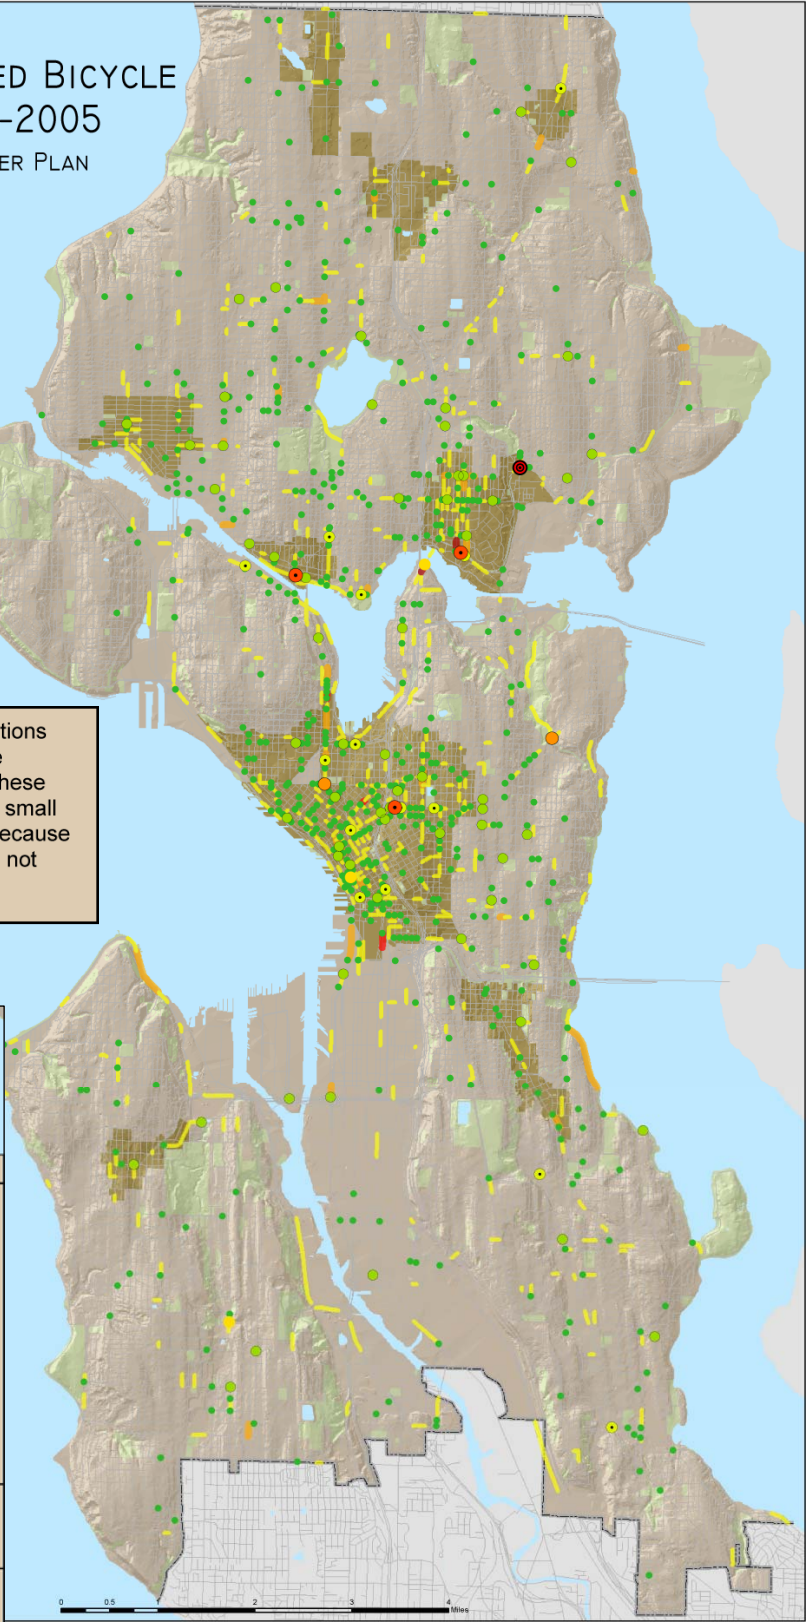 ED BICYCLE
-2005
ER PLAN
tions
e
hese
small
ecause
not
0 0.5 1 2 3 4
Miles